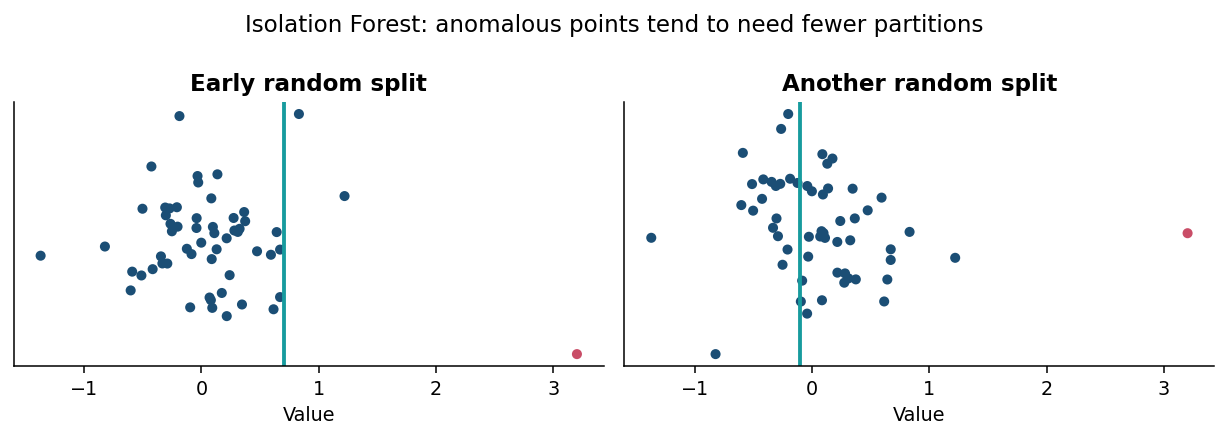 Isolation Forest: anomalous points tend to need fewer partitions
Early random split
Another random split
−1 0 1 2 3
Value
−1 0 1 2 3
Value